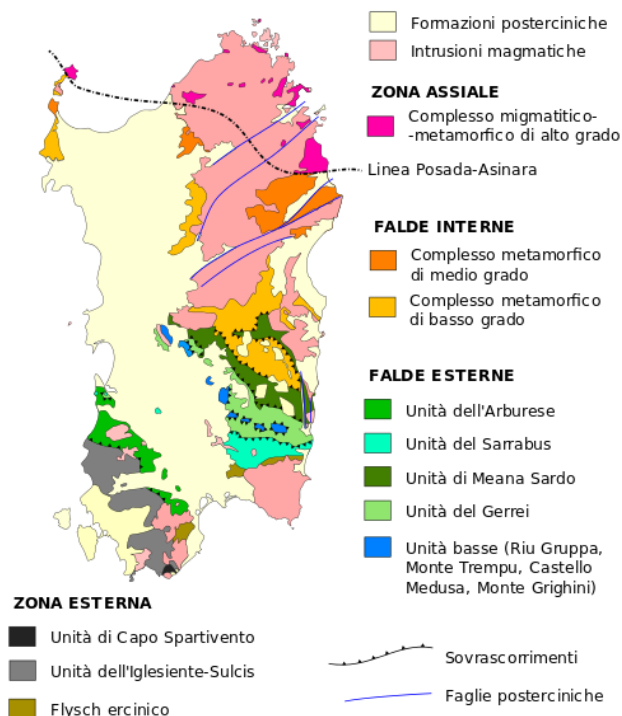 Formazioni posterciniche
Intrusioni magmatiche
ZONA ASSIALE
Complesso migmatitico-
-metamorfico di alto grado
Linea Posada-Asinara
FALDE INTERNE
Complesso metamorfico
di medio grado
Complesso metamorfico
di basso grado
FALDE ESTERNE
Unità dell'Arburese
Unità del Sarrabus
Unità di Meana Sardo
Unità del Gerrei
Unità basse (Riu Gruppa,
Monte Trempu, Castello
Medusa, Monte Grighini)
ZONA ESTERNA
Unità di Capo Spartivento
Unità dell'Iglesiente-Sulcis
Flysch ercinico
Sovrascorrimenti
Faglie posterciniche